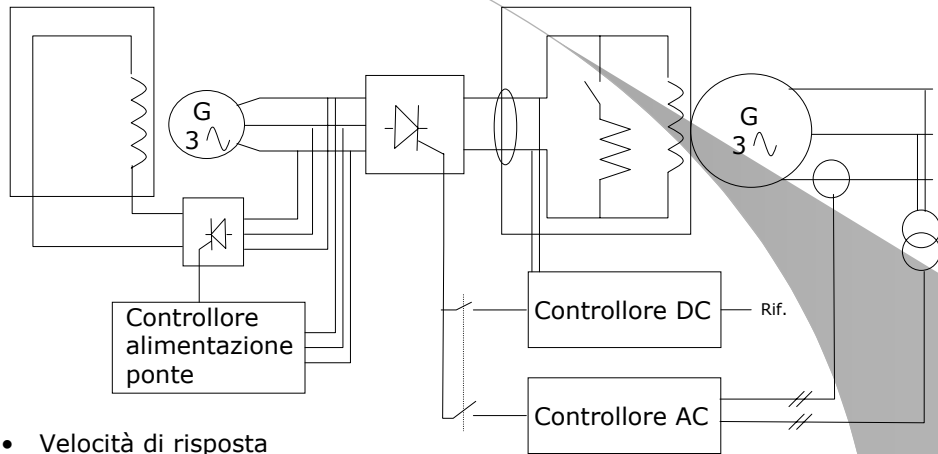 G
3
G
3
Controllore DC
Rif.
Controllore
alimentazione
ponte
Controllore AC
• Velocità di risposta